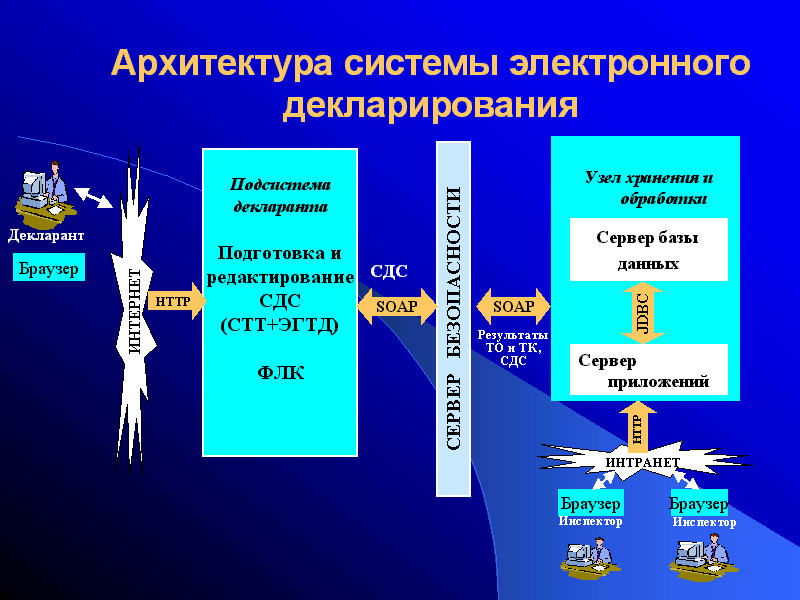 Архитектура системы электронного
декларирования
Декларант
Браузер
ИНТЕРНЕТ
HTTP
Подсистема
декларанта
Подготовка и
редактирование
СДС
(СТТ+ЭГТД)
ФЛК
СДС
SOAP
СЕРВЕР БЕЗОПАСНОСТИ
SOAP
Результаты
ТО и ТК,
СДС
Узел хранения и
обработки
Сервер базы
данных
JDBC
Сервер
приложений
HTTP
ИНТРАНЕТ
Браузер
Инспектор
Браузер
Инспектор